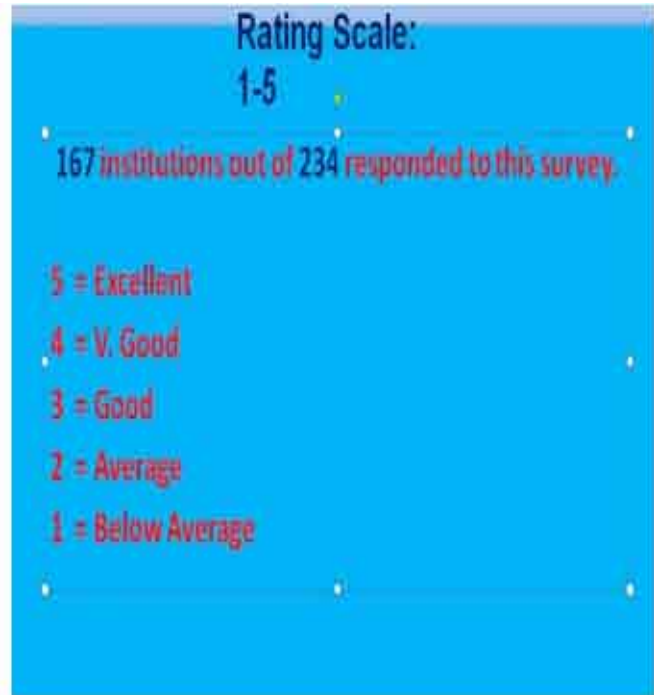 Rating Scale:
1-5
167 institutions out of 234 responded to this survey.
5 = Excellent
4 = V. Good
3 = Good
2 = Average
1 = Below Average